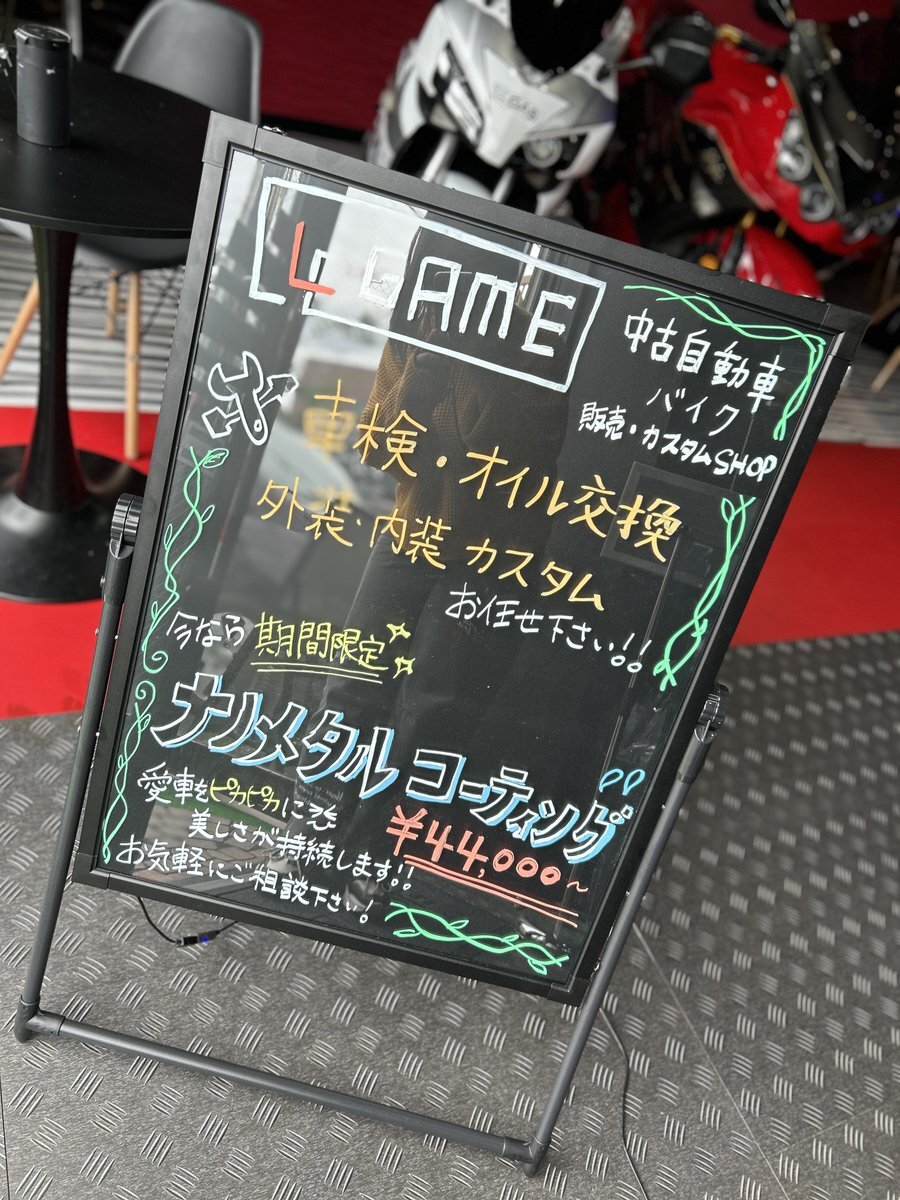 GAME
中古自動車
バイク
販売・カスタムSHOP
車検・オイル交換
外装・内装 カスタム
お任せ下さい!!
今なら 期間限定
ナリメタル コーティング
愛車をピカピカに
美しさが持続します!!
お気軽にご相談下さい!
¥44,000~